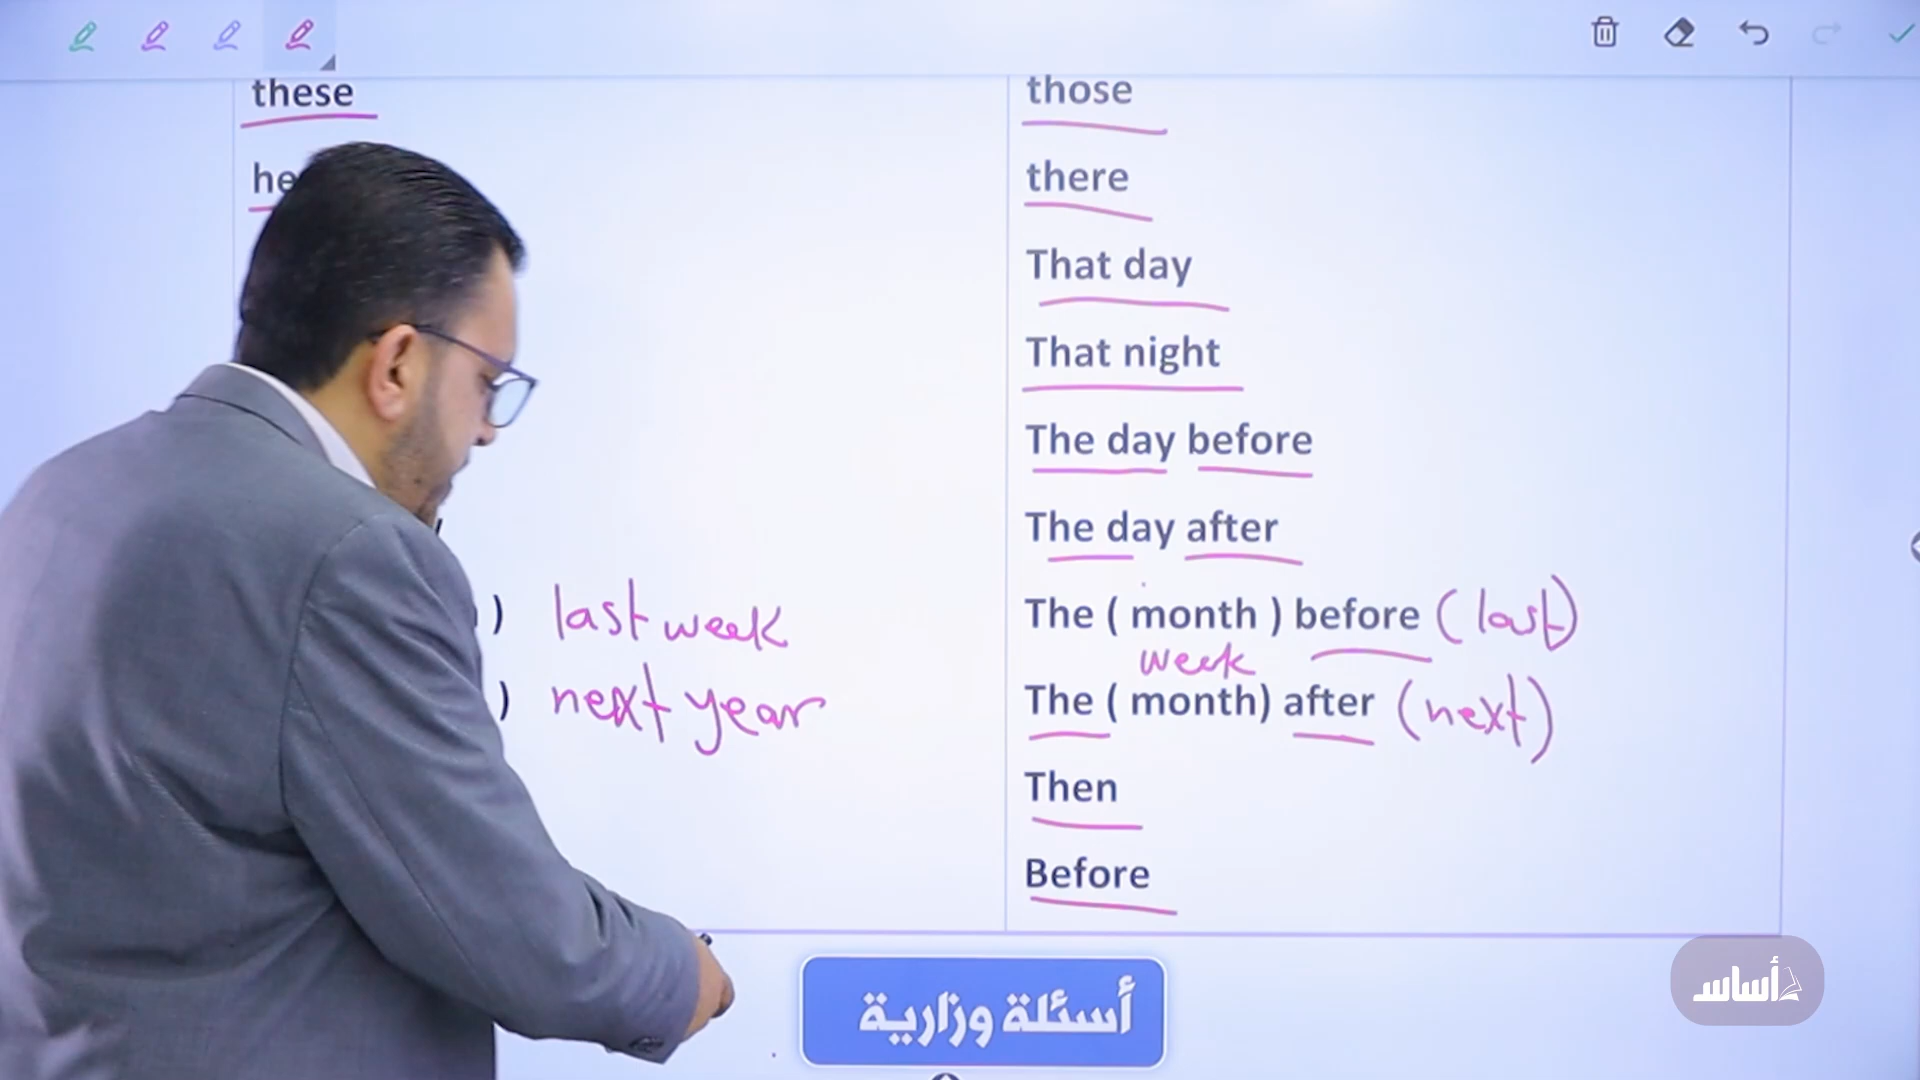 these
those
there
That day
That night
The day before
The day after
) last week
The ( month ) before (last)
week
) next year
The ( month) after (next)
Then
Before
أسئلة وزارية
أساس